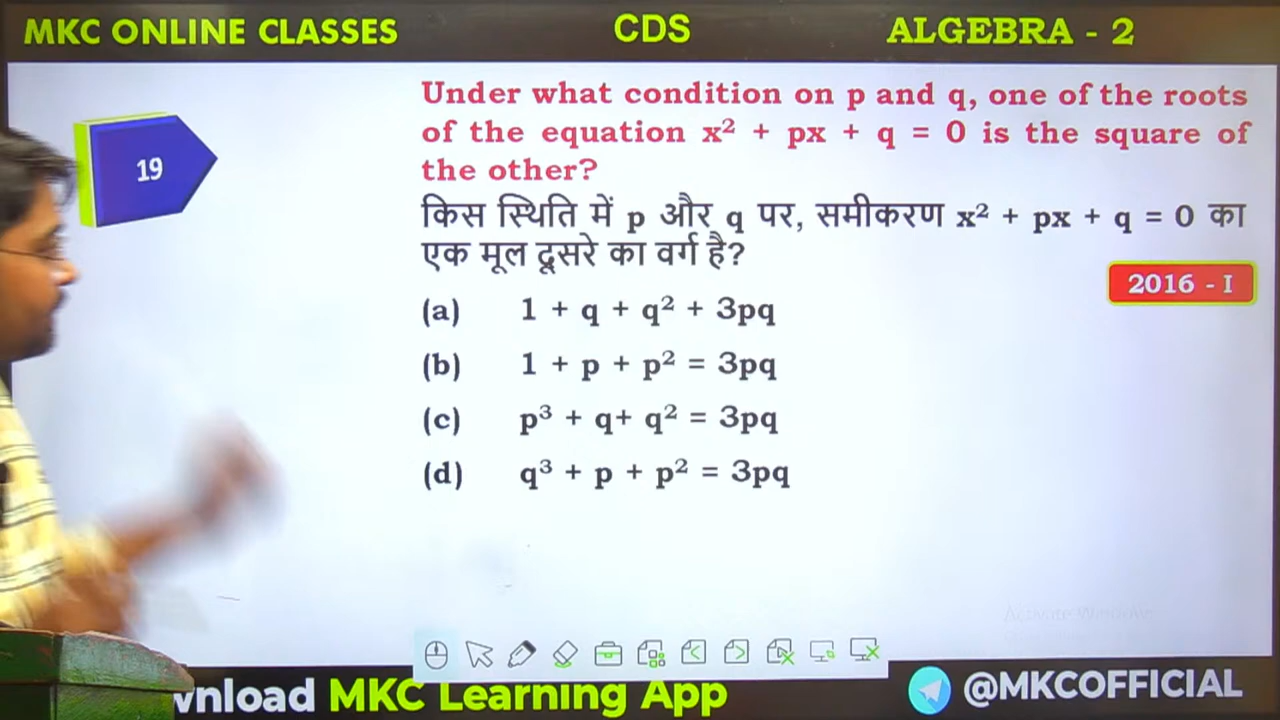 MKC ONLINE CLASSES
CDS
ALGEBRA - 2
19
Under what condition on p and q, one of the roots
of the equation x² + px + q = 0 is the square of
the other?
किस स्थिति में p और q पर, समीकरण x² + px + q = 0 का
एक मूल दूसरे का वर्ग है?
2016 - I
(a) 1 + q + q² + 3pq
(b) 1 + p + p² = 3pq
(c) p³ + q+ q² = 3pq
(d) q³ + p + p² = 3pq
MKC Learning App
@MKCOFFICIAL